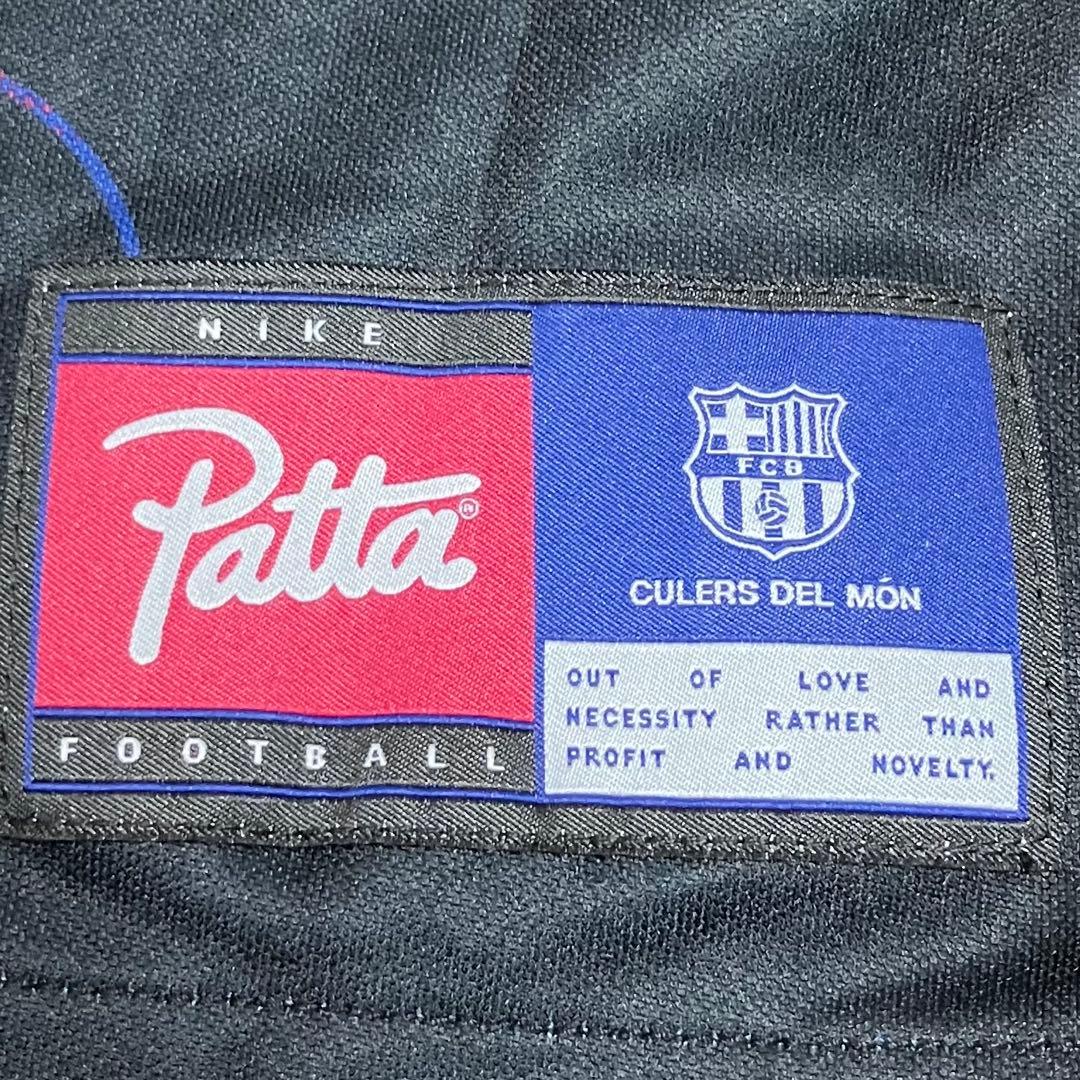 NIKE
Patta®
FOOTBALL
FCB
CULERS DEL MÓN
OUT OF LOVE AND
NECESSITY RATHER THAN
PROFIT AND NOVELTY.